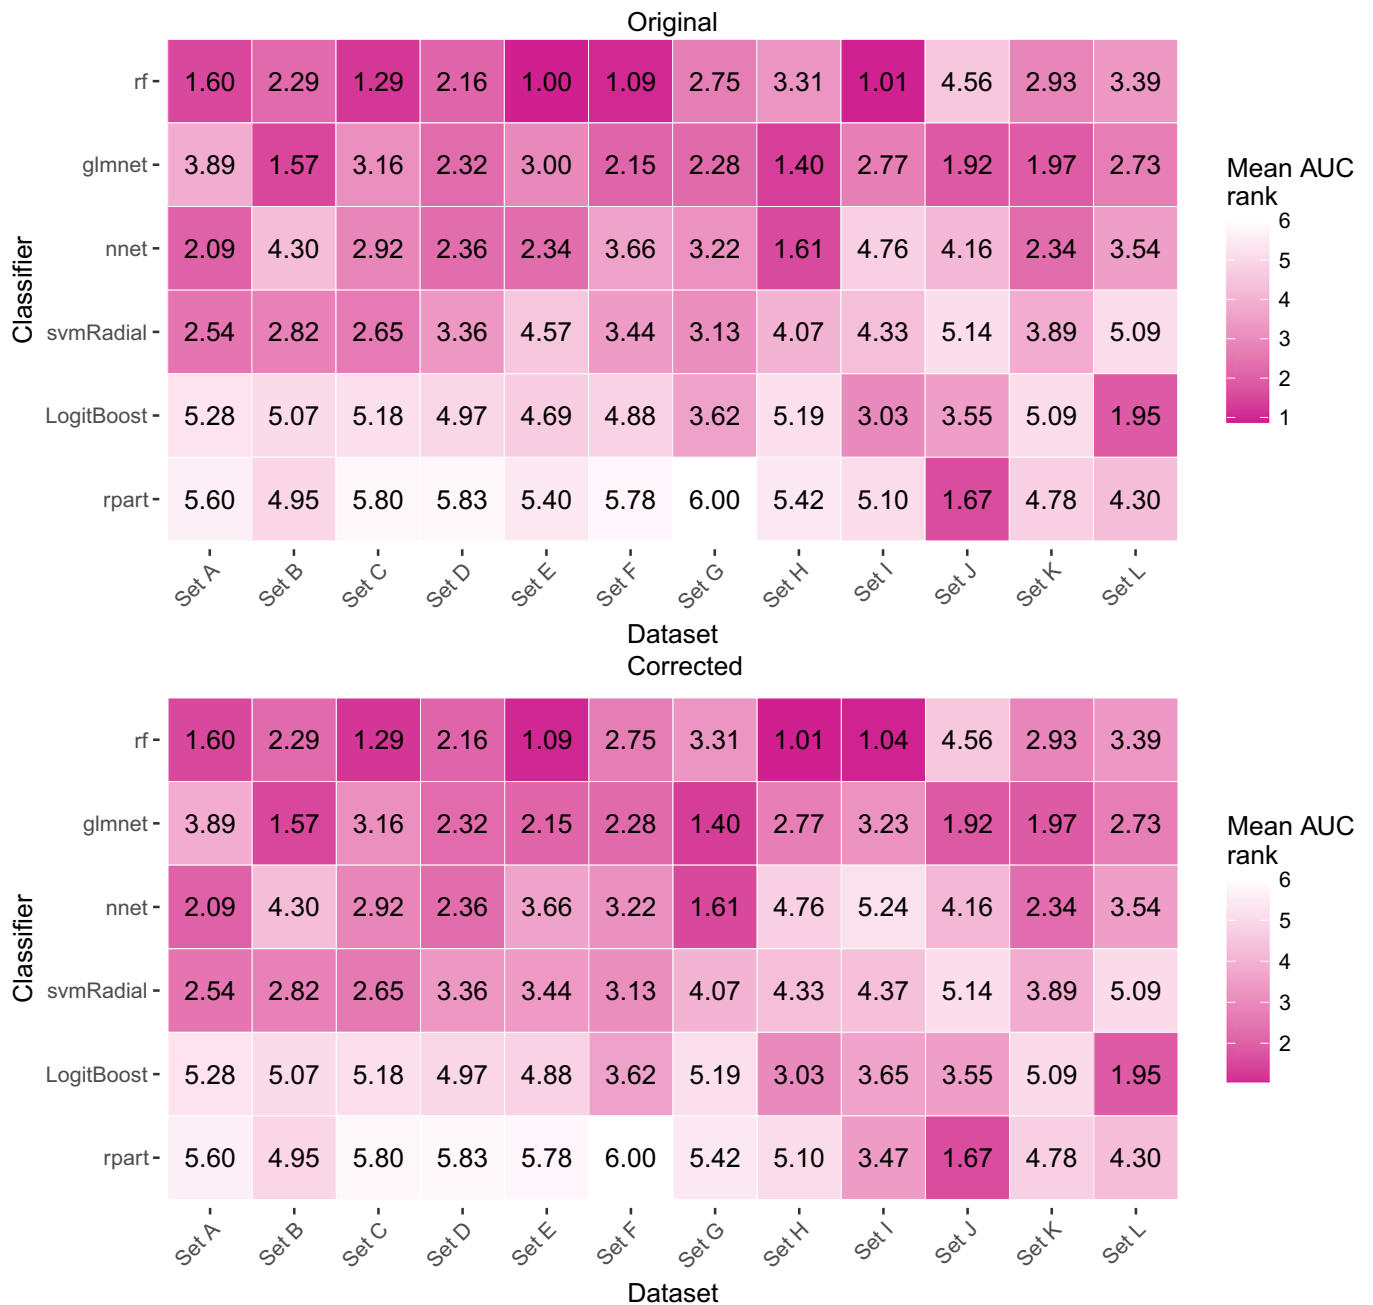 Original
rf 1.60 2.29 1.29 2.16 1.00 1.09 2.75 3.31 1.01 4.56 2.93 3.39
glmnet 3.89 1.57 3.16 2.32 3.00 2.15 2.28 1.40 2.77 1.92 1.97 2.73
nnet 2.09 4.30 2.92 2.36 2.34 3.66 3.22 1.61 4.76 4.16 2.34 3.54
svmRadial 2.54 2.82 2.65 3.36 4.57 3.44 3.13 4.07 4.33 5.14 3.89 5.09
LogitBoost 5.28 5.07 5.18 4.97 4.69 4.88 3.62 5.19 3.03 3.55 5.09 1.95
rpart 5.60 4.95 5.80 5.83 5.40 5.78 6.00 5.42 5.10 1.67 4.78 4.30
Set A Set B Set C Set D Set E Set F Set G Set H Set I Set J Set K Set L
Dataset
Classifier
Mean AUC
rank
6
5
4
3
2
1
Corrected
rf 1.60 2.29 1.29 2.16 1.09 2.75 3.31 1.01 1.04 4.56 2.93 3.39
glmnet 3.89 1.57 3.16 2.32 2.15 2.28 1.40 2.77 3.23 1.92 1.97 2.73
nnet 2.09 4.30 2.92 2.36 3.66 3.22 1.61 4.76 5.24 4.16 2.34 3.54
svmRadial 2.54 2.82 2.65 3.36 3.44 3.13 4.07 4.33 4.37 5.14 3.89 5.09
LogitBoost 5.28 5.07 5.18 4.97 4.88 3.62 5.19 3.03 3.65 3.55 5.09 1.95
rpart 5.60 4.95 5.80 5.83 5.78 6.00 5.42 5.10 3.47 1.67 4.78 4.30
Set A Set B Set C Set D Set E Set F Set G Set H Set I Set J Set K Set L
Dataset
Classifier
Mean AUC
rank
6
5
4
3
2